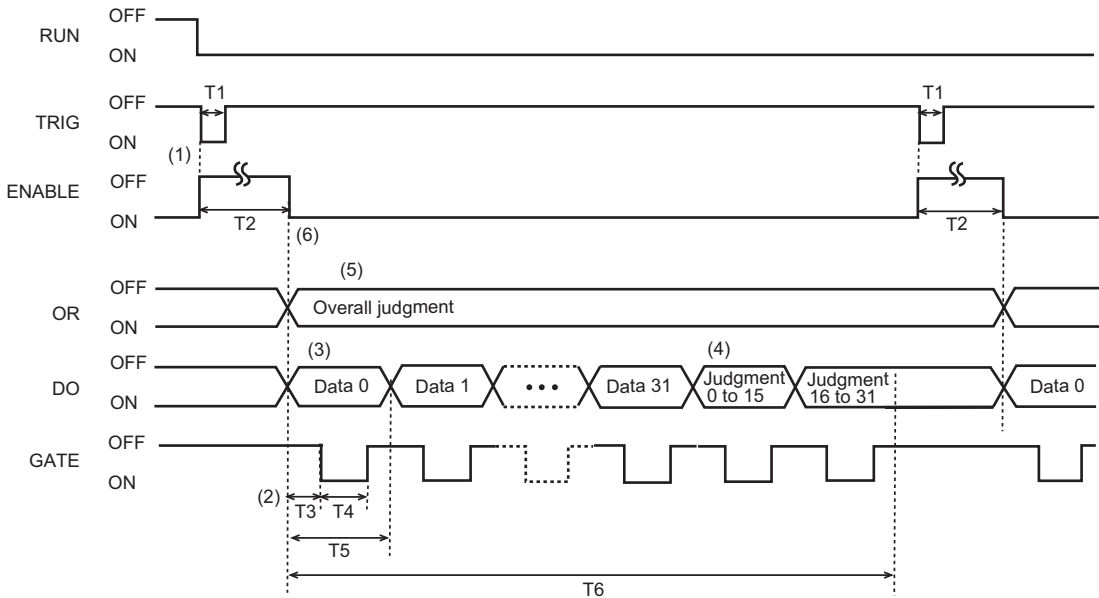 OFF
RUN
ON
OFF
T1
T1
TRIG
ON
(1)
OFF
ENABLE
ON
T2
T2
(6)
(5)
OFF
OR
Overall judgment
ON
(3)
(4)
OFF
DO
Data 0
Data 1
•••
Data 31
Judgment
0 to 15
Judgment
16 to 31
Data 0
ON
OFF
GATE
ON
(2)
T3
T4
T5
T6